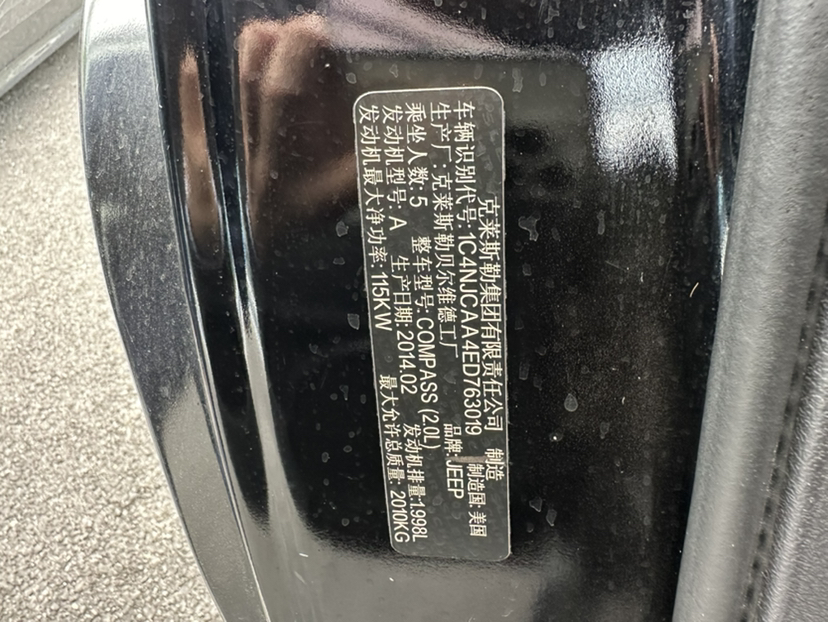 克莱斯勒集团有限责任公司 制造
车辆识别代号: 1C4NJCAA4ED763019 制造国: 美国
生产厂: 克莱斯勒贝尔维德工厂 品牌: JEEP
乘坐人数: 5 整车型号: COMPASS (2.0L) 发动机排量: 1.998L
发动机型号: A 生产日期: 2014.02 最大允许总质量: 2010KG
发动机最大净功率: 115KW